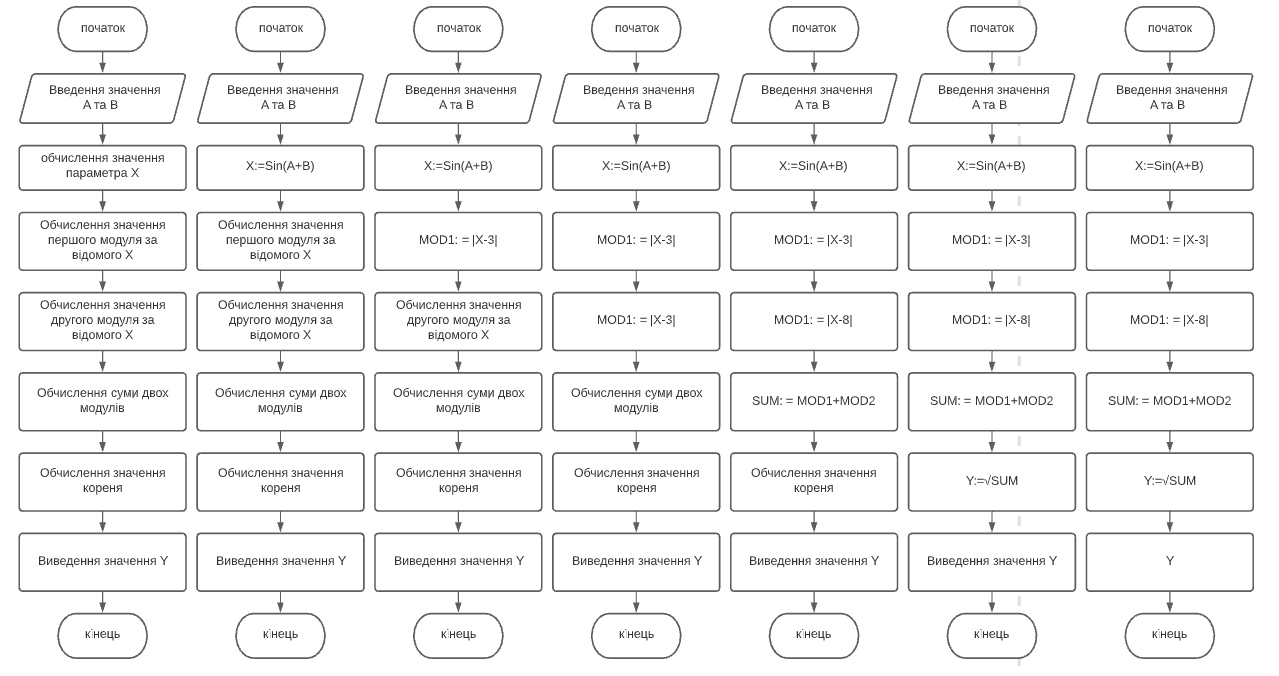 початок
Введення значення
А та В
обчислення значення
параметра X
Обчислення значення
першого модуля за
відомого X
Обчислення значення
другого модуля за
відомого X
Обчислення суми двох
модулів
Обчислення значення
кореня
Виведення значення Y
кінець
початок
Введення значення
А та В
X:=Sin(A+B)
Обчислення значення
першого модуля за
відомого X
Обчислення значення
другого модуля за
відомого X
Обчислення суми двох
модулів
Обчислення значення
кореня
Виведення значення Y
кінець
початок
Введення значення
А та В
X:=Sin(A+B)
MOD1: = |X-3|
Обчислення значення
другого модуля за
відомого X
Обчислення суми двох
модулів
Обчислення значення
кореня
Виведення значення Y
кінець
початок
Введення значення
А та В
X:=Sin(A+B)
MOD1: = |X-3|
MOD1: = |X-3|
Обчислення суми двох
модулів
Обчислення значення
кореня
Виведення значення Y
кінець
початок
Введення значення
А та В
X:=Sin(A+B)
MOD1: = |X-3|
MOD1: = |X-8|
SUM: = MOD1+MOD2
Обчислення значення
кореня
Виведення значення Y
кінець
початок
Введення значення
А та В
X:=Sin(A+B)
MOD1: = |X-3|
MOD1: = |X-8|
SUM: = MOD1+MOD2
Y:=√SUM
Виведення значення Y
кінець
початок
Введення значення
А та В
X:=Sin(A+B)
MOD1: = |X-3|
MOD1: = |X-8|
SUM: = MOD1+MOD2
Y:=√SUM
Y
кінець